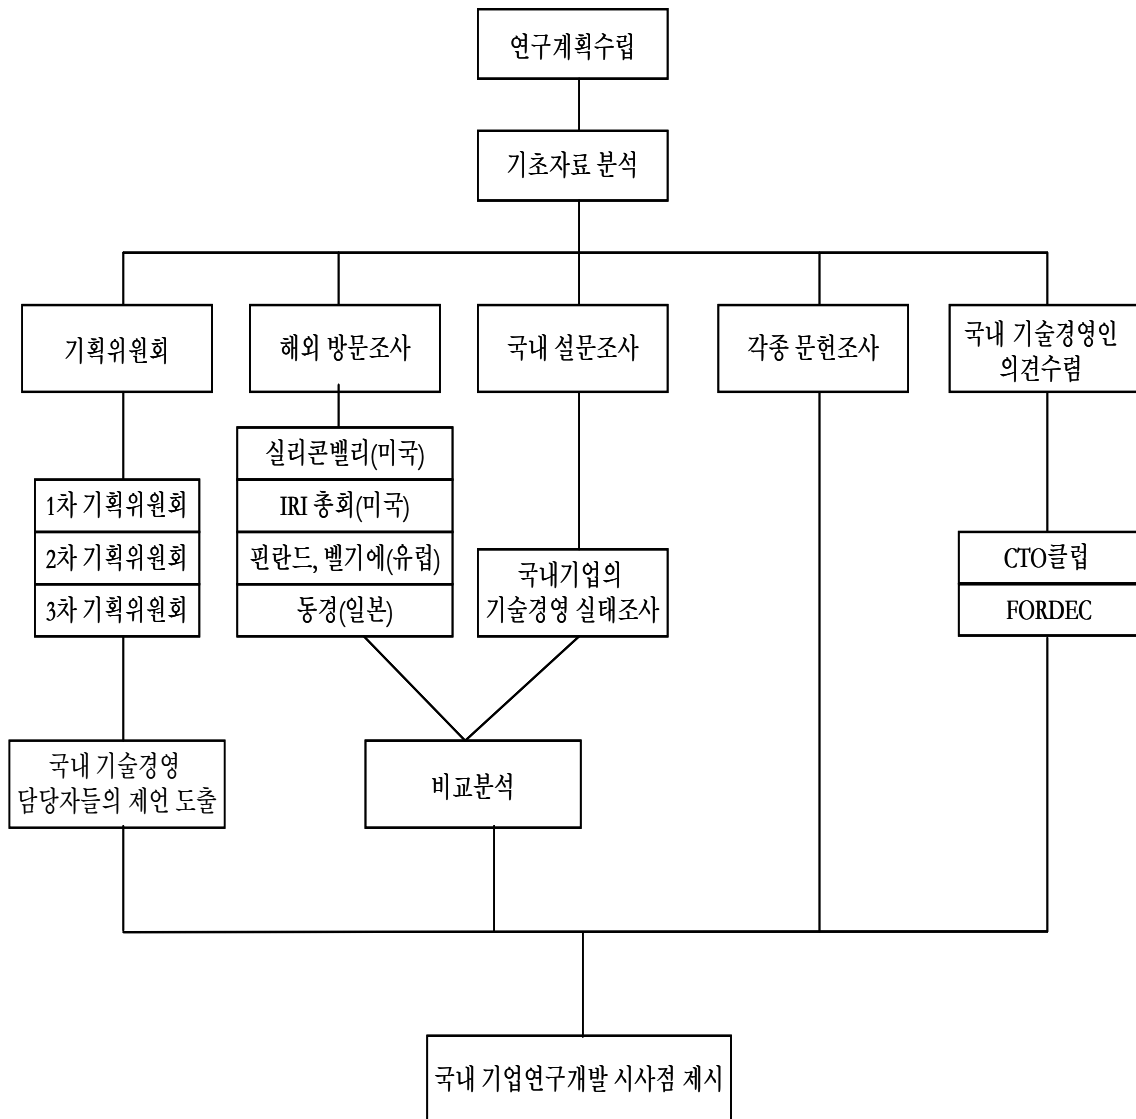 연구계획수립
기초자료 분석
기획위원회
해외 방문조사
국내 설문조사
각종 문헌조사
국내 기술경영인
의견수렴
1차 기획위원회
2차 기획위원회
3차 기획위원회
실리콘밸리(미국)
IRI 총회(미국)
핀란드, 벨기에(유럽)
동경(일본)
국내기업의
기술경영 실태조사
CTO클럽
FORDEC
국내 기술경영
담당자들의 제언 도출
비교분석
국내 기업연구개발 시사점 제시